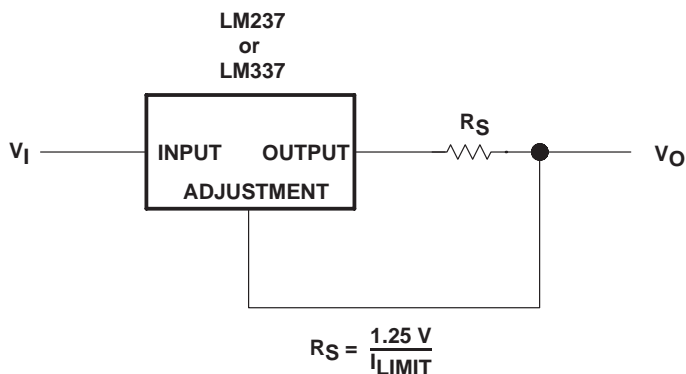 LM237
or
LM337
RS
VI
INPUT OUTPUT
VO
ADJUSTMENT
RS = 1.25 V
ILIMIT